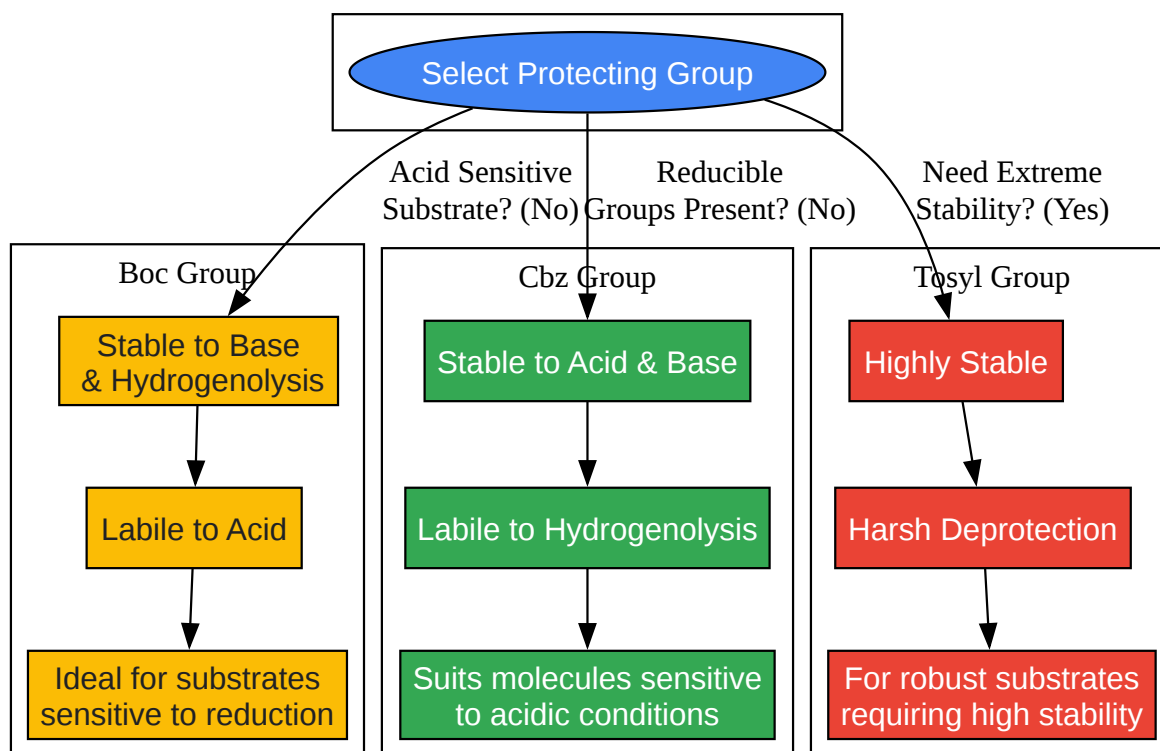 Select Protecting Group
Acid Sensitive
Substrate? (No)
Reducible
Groups Present? (No)
Need Extreme
Stability? (Yes)
Boc Group
Stable to Base
& Hydrogenolysis
Labile to Acid
Ideal for substrates
sensitive to reduction
Cbz Group
Stable to Acid & Base
Labile to Hydrogenolysis
Suits molecules sensitive
to acidic conditions
Tosyl Group
Highly Stable
Harsh Deprotection
For robust substrates
requiring high stability